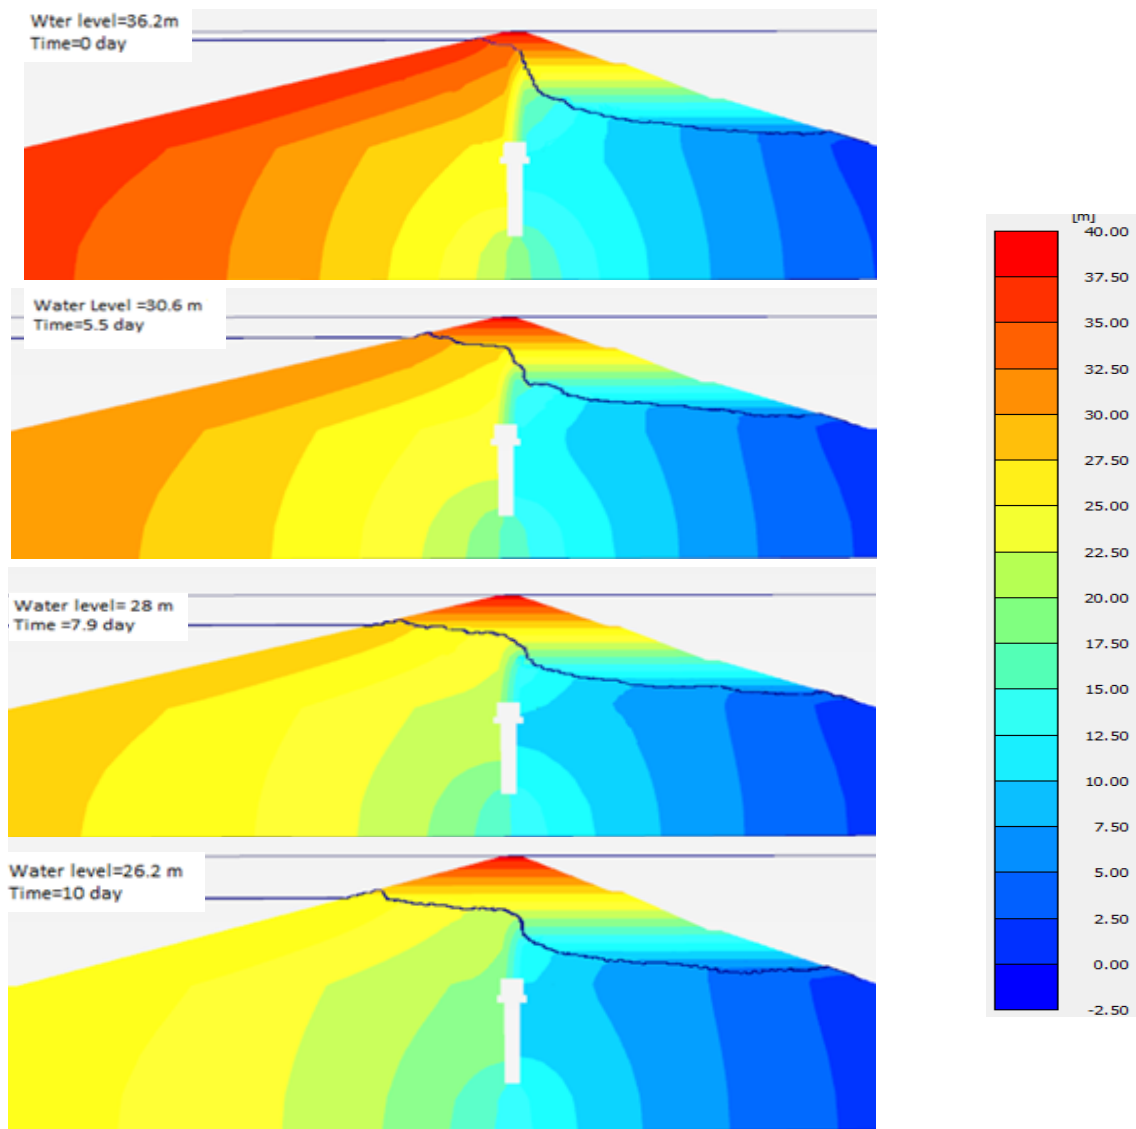 Wter level=36.2m
Time=0 day
Water Level =30.6 m
Time=5.5 day
Water level= 28 m
Time =7.9 day
Water level=26.2 m
Time=10 day
[m]
40.00
37.50
35.00
32.50
30.00
27.50
25.00
22.50
20.00
17.50
15.00
12.50
10.00
7.50
5.00
2.50
0.00
-2.50